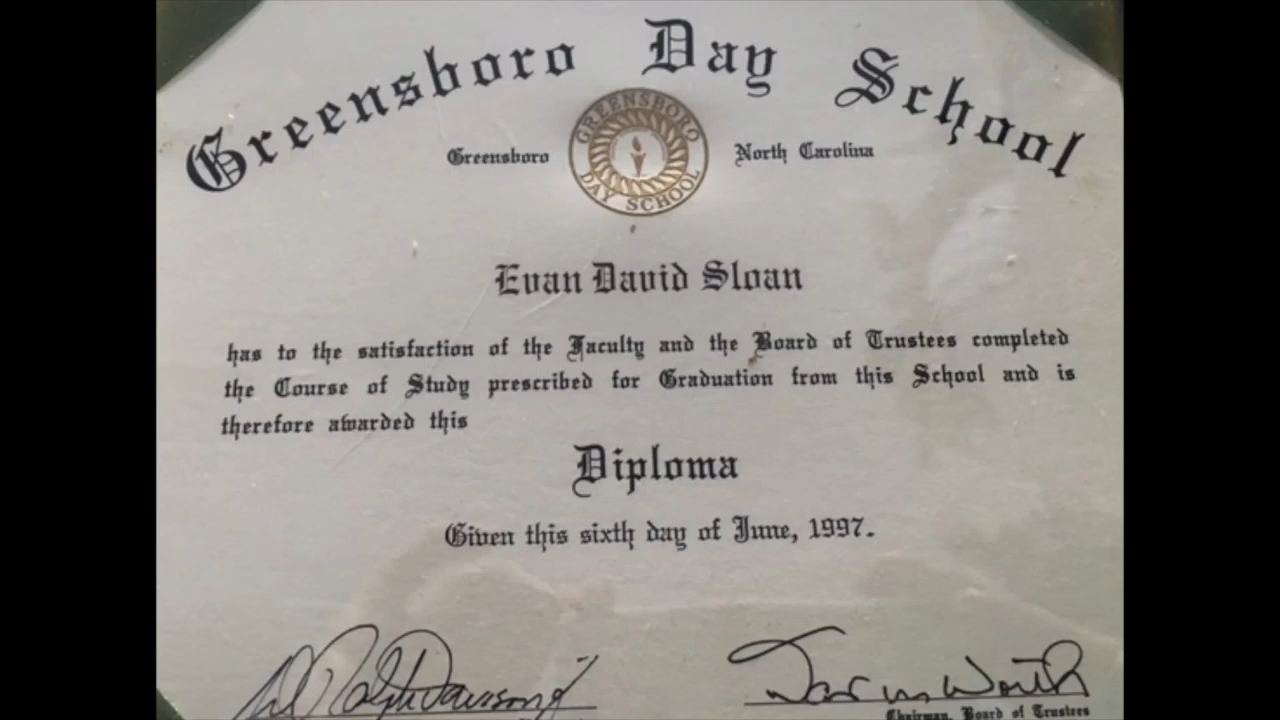 Greensboro Day School
Greensboro North Carolina
GREENSBORO DAY SCHOOL
Evan David Sloan
has to the satisfaction of the Faculty and the Board of Trustees completed
the Course of Study prescribed for Graduation from this School and is
therefore awarded this
Diploma
Given this sixth day of June, 1997.
Chairman, Board of Trustees